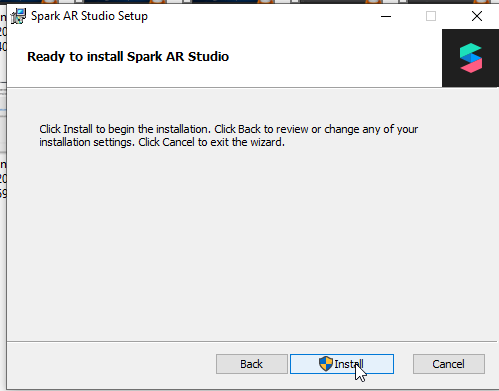 Spark AR Studio Setup
Ready to install Spark AR Studio
Click Install to begin the installation. Click Back to review or change any of your
installation settings. Click Cancel to exit the wizard.
Back
Install
Cancel